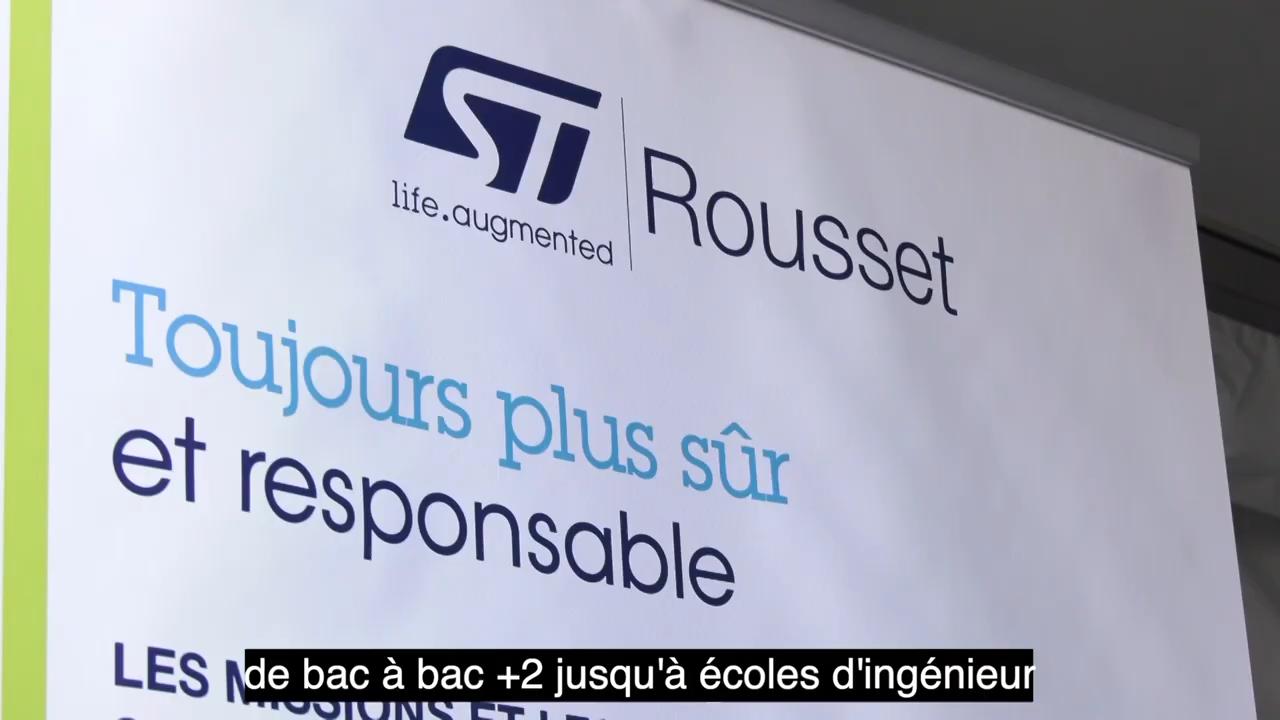 ST
life.augmented
Rousset
Toujours plus sûr
et responsable
LES
de bac à bac +2 jusqu'à écoles d'ingénieur